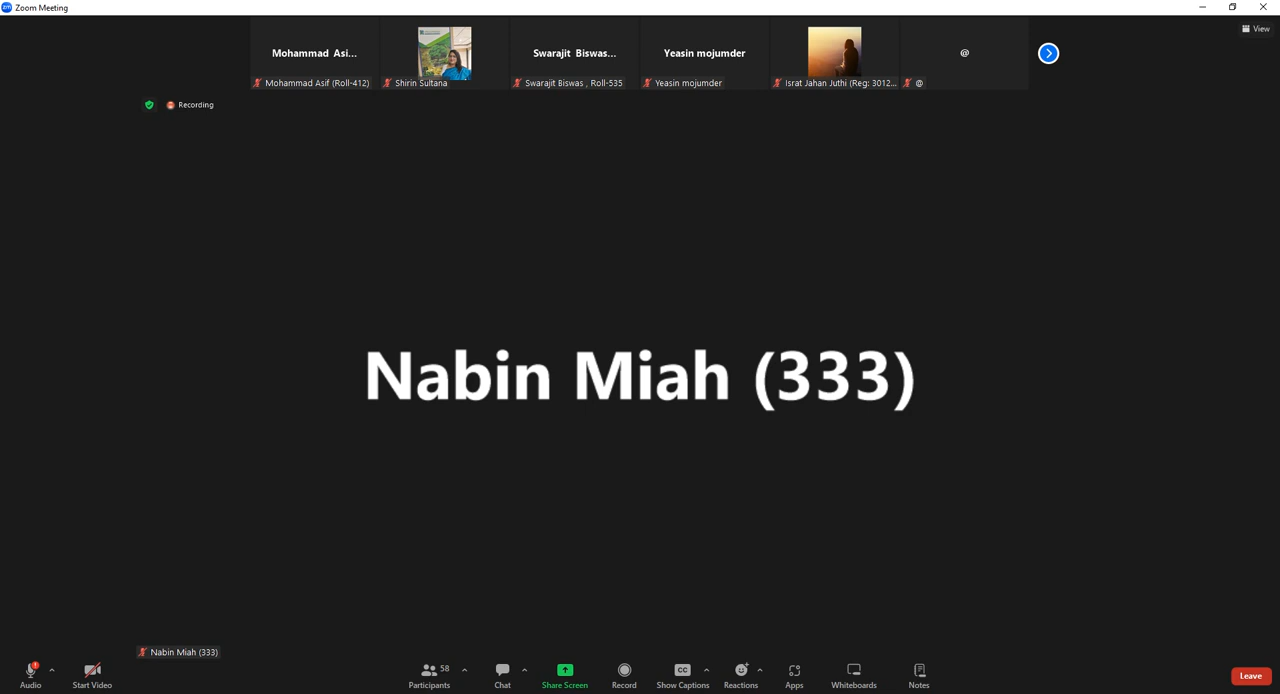 zm Zoom Meeting
View
Mohammad Asi...
Swarajit Biswas...
Yeasin mojumder
@
Mohammad Asif (Roll-412)
Shirin Sultana
Swarajit Biswas , Roll-535
Yeasin mojumder
Israt Jahan Juthi (Reg: 3012...
@
Recording
Nabin Miah (333)
Nabin Miah (333)
58
CC
Audio
Start Video
Participants
Chat
Share Screen
Record
Show Captions
Reactions
Apps
Whiteboards
Notes
Leave